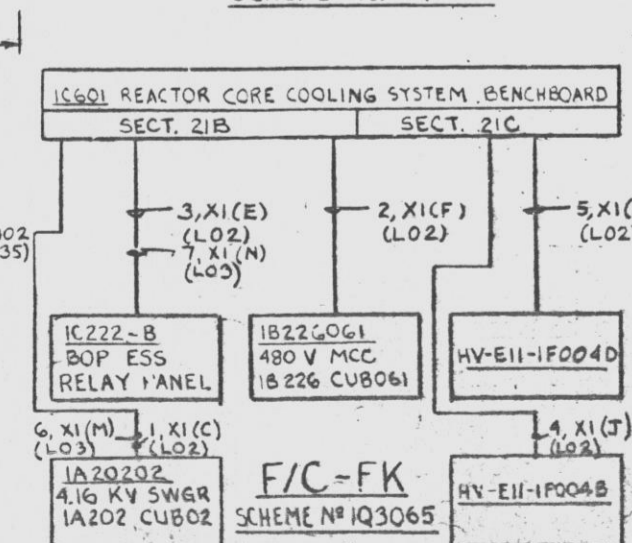 1C601 REACTOR CORE COOLING SYSTEM BENCHBOARD
SECT. 21B
SECT. 21C
3, X1(E)
(L02)
7, X1(N)
(L03)
2, X1(F)
(L02)
5, X1(
(L02
02
35)
1C222-B
BOP ESS
RELAY PANEL
1B226061
480 V MCC
1B226 CUB061
HV-E11-1F004D
6, X1(M)
(L03)
1, X1(C)
(L02)
4, X1(J)
(L02)
1A20202
4.16 KV SWGR
1A202 CUB02
F/C-FK
SCHEME Nº 1Q3065
HV-E11-1F004B